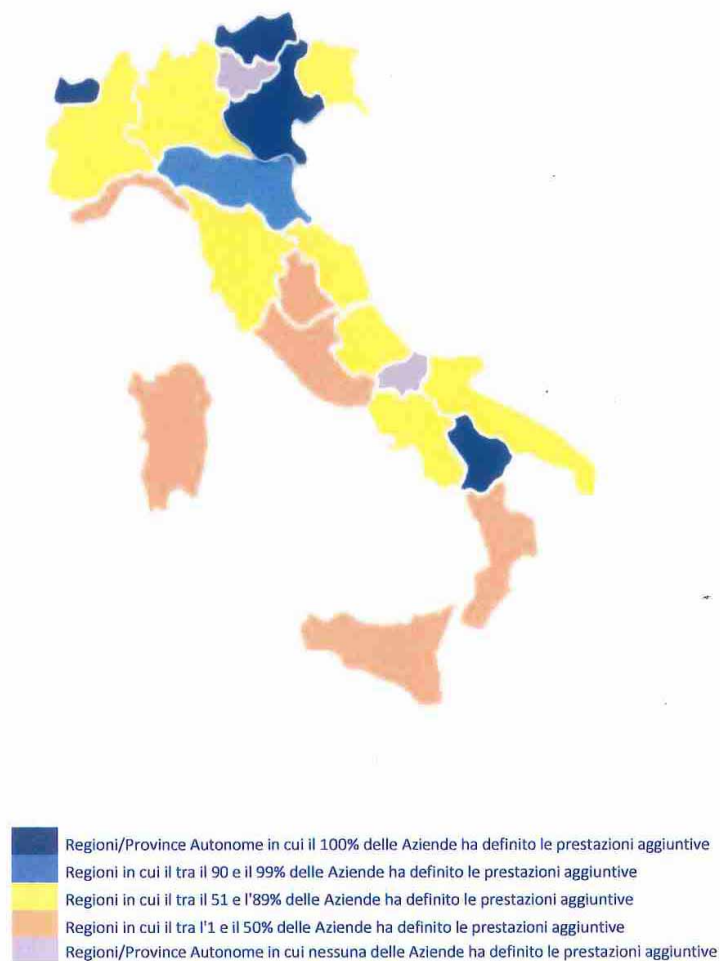 Regioni/Province Autonome in cui il 100% delle Aziende ha definito le prestazioni aggiuntive
Regioni in cui il tra il 90 e il 99% delle Aziende ha definito le prestazioni aggiuntive
Regioni in cui il tra il 51 e l'89% delle Aziende ha definito le prestazioni aggiuntive
Regioni in cui il tra l'1 e il 50% delle Aziende ha definito le prestazioni aggiuntive
Regioni/Province Autonome in cui nessuna delle Aziende ha definito le prestazioni aggiuntive